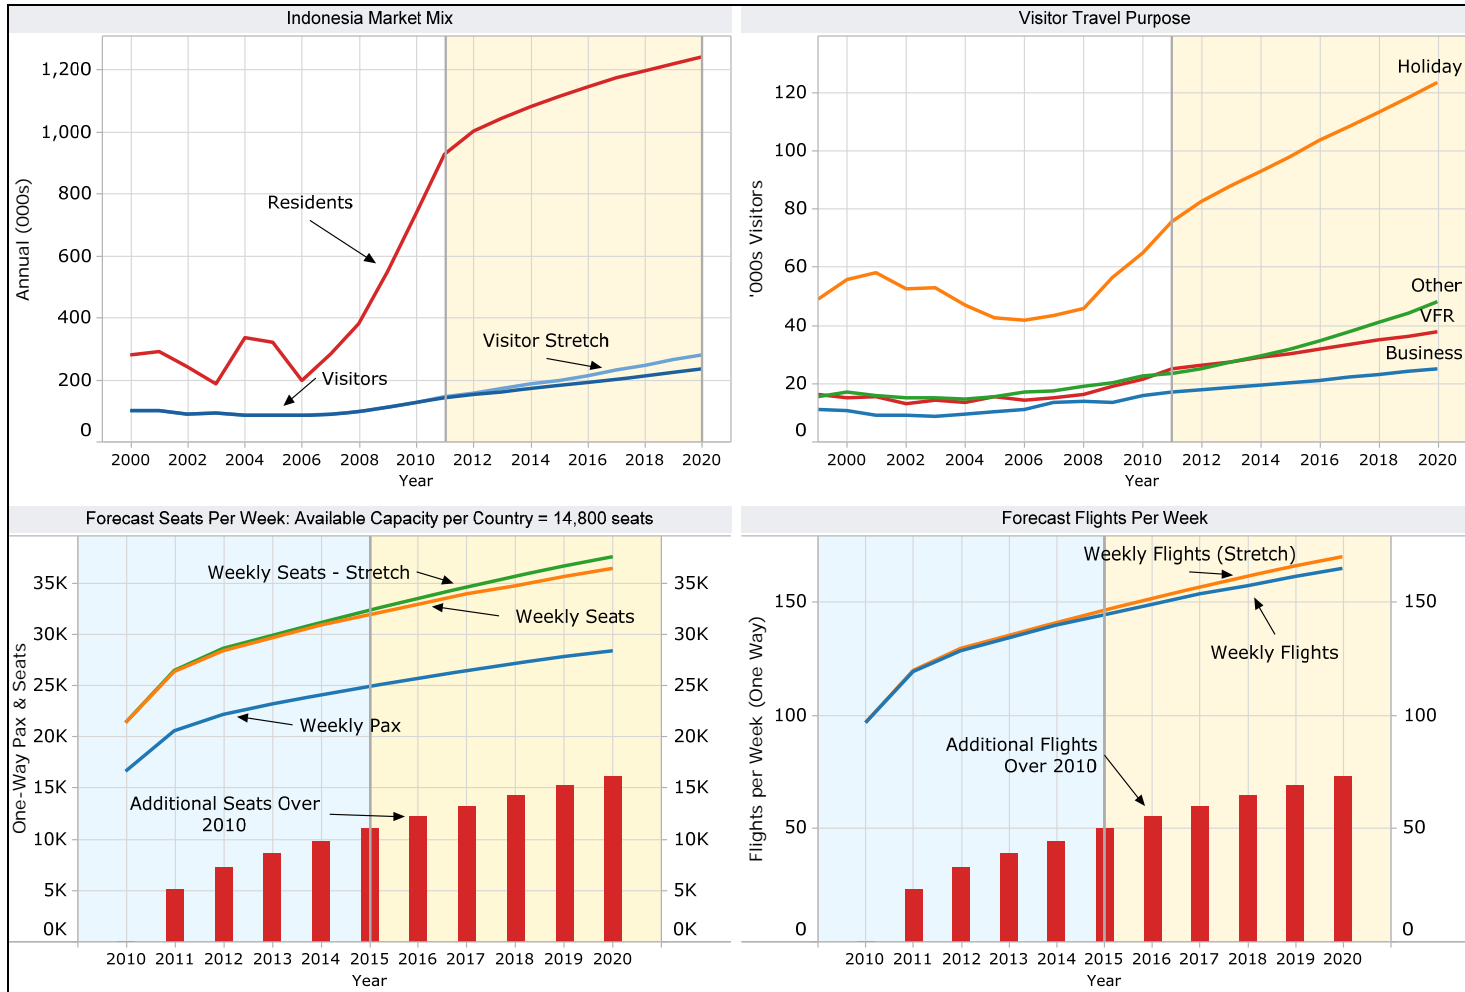 Indonesia Market Mix
1,200
1,000
800
600
400
200
0
Annual (000s)
Residents
Visitor Stretch
Visitors
2000 2002 2004 2006 2008 2010 2012 2014 2016 2018 2020
Year
Visitor Travel Purpose
120
100
80
60
40
20
0
'000s Visitors
Holiday
Other
VFR
Business
2000 2002 2004 2006 2008 2010 2012 2014 2016 2018 2020
Year
Forecast Seats Per Week: Available Capacity per Country = 14,800 seats
35K
30K
25K
20K
15K
10K
5K
0K
One-Way Pax & Seats
Weekly Seats - Stretch
Weekly Seats
Weekly Pax
Additional Seats Over
2010
35K
30K
25K
20K
15K
10K
5K
0K
2010 2011 2012 2013 2014 2015 2016 2017 2018 2019 2020
Year
Forecast Flights Per Week
150
100
50
0
Flights per Week (One Way)
Weekly Flights (Stretch)
Weekly Flights
Additional Flights
Over 2010
150
100
50
0
2010 2011 2012 2013 2014 2015 2016 2017 2018 2019 2020
Year